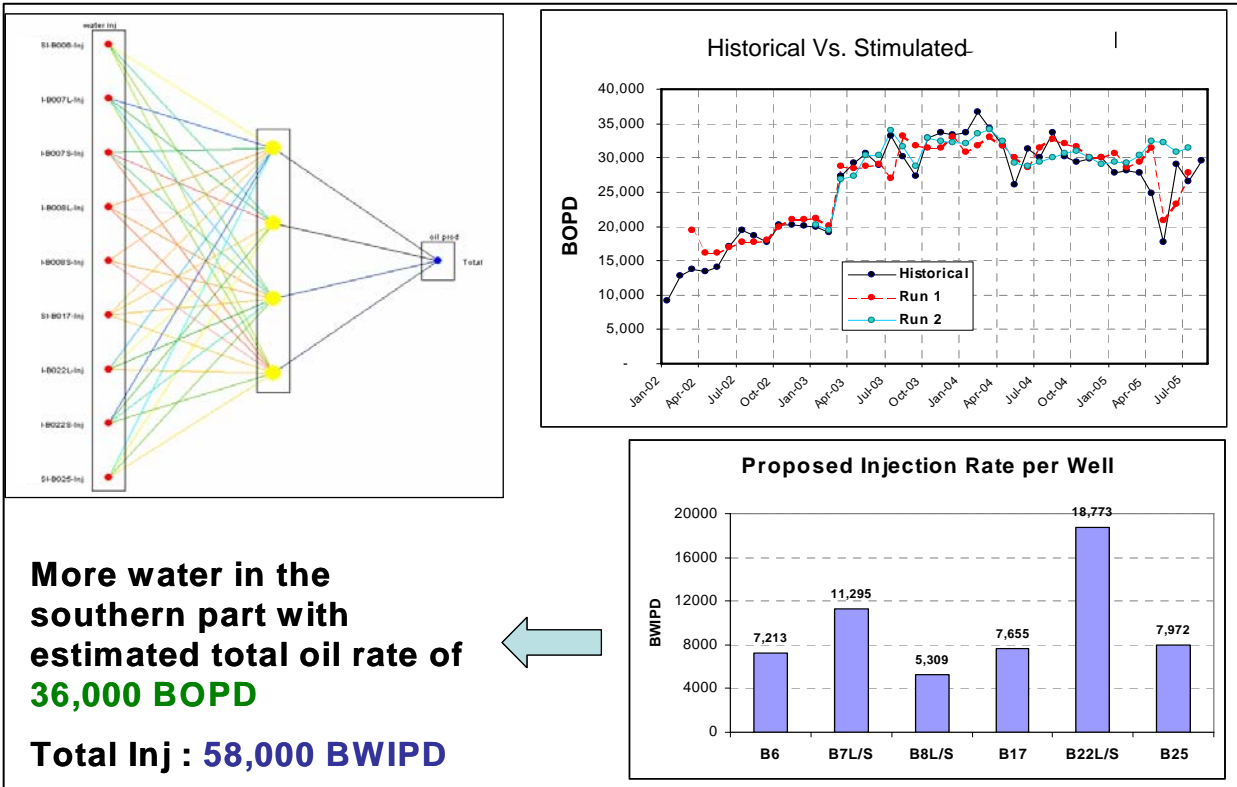 water inj
SI-B006-Inj
I-B007L-Inj
I-B007S-Inj
I-B008L-Inj
I-B008S-Inj
SI-B017-Inj
I-B022L-Inj
I-B022S-Inj
SI-B025-Inj
oil prod
Total
Historical Vs. Stimulated
BOPD
40,000
35,000
30,000
25,000
20,000
15,000
10,000
5,000
-
Historical
Run 1
Run 2
Jan-02
Apr-02
Jul-02
Oct-02
Jan-03
Apr-03
Jul-03
Oct-03
Jan-04
Apr-04
Jul-04
Oct-04
Jan-05
Apr-05
Jul-05
More water in the
southern part with
estimated total oil rate of
36,000 BOPD
Total Inj : 58,000 BWIPD
Proposed Injection Rate per Well
BWIPD
20000
16000
12000
8000
4000
0
7,213
11,295
5,309
7,655
18,773
7,972
B6
B7L/S
B8L/S
B17
B22L/S
B25